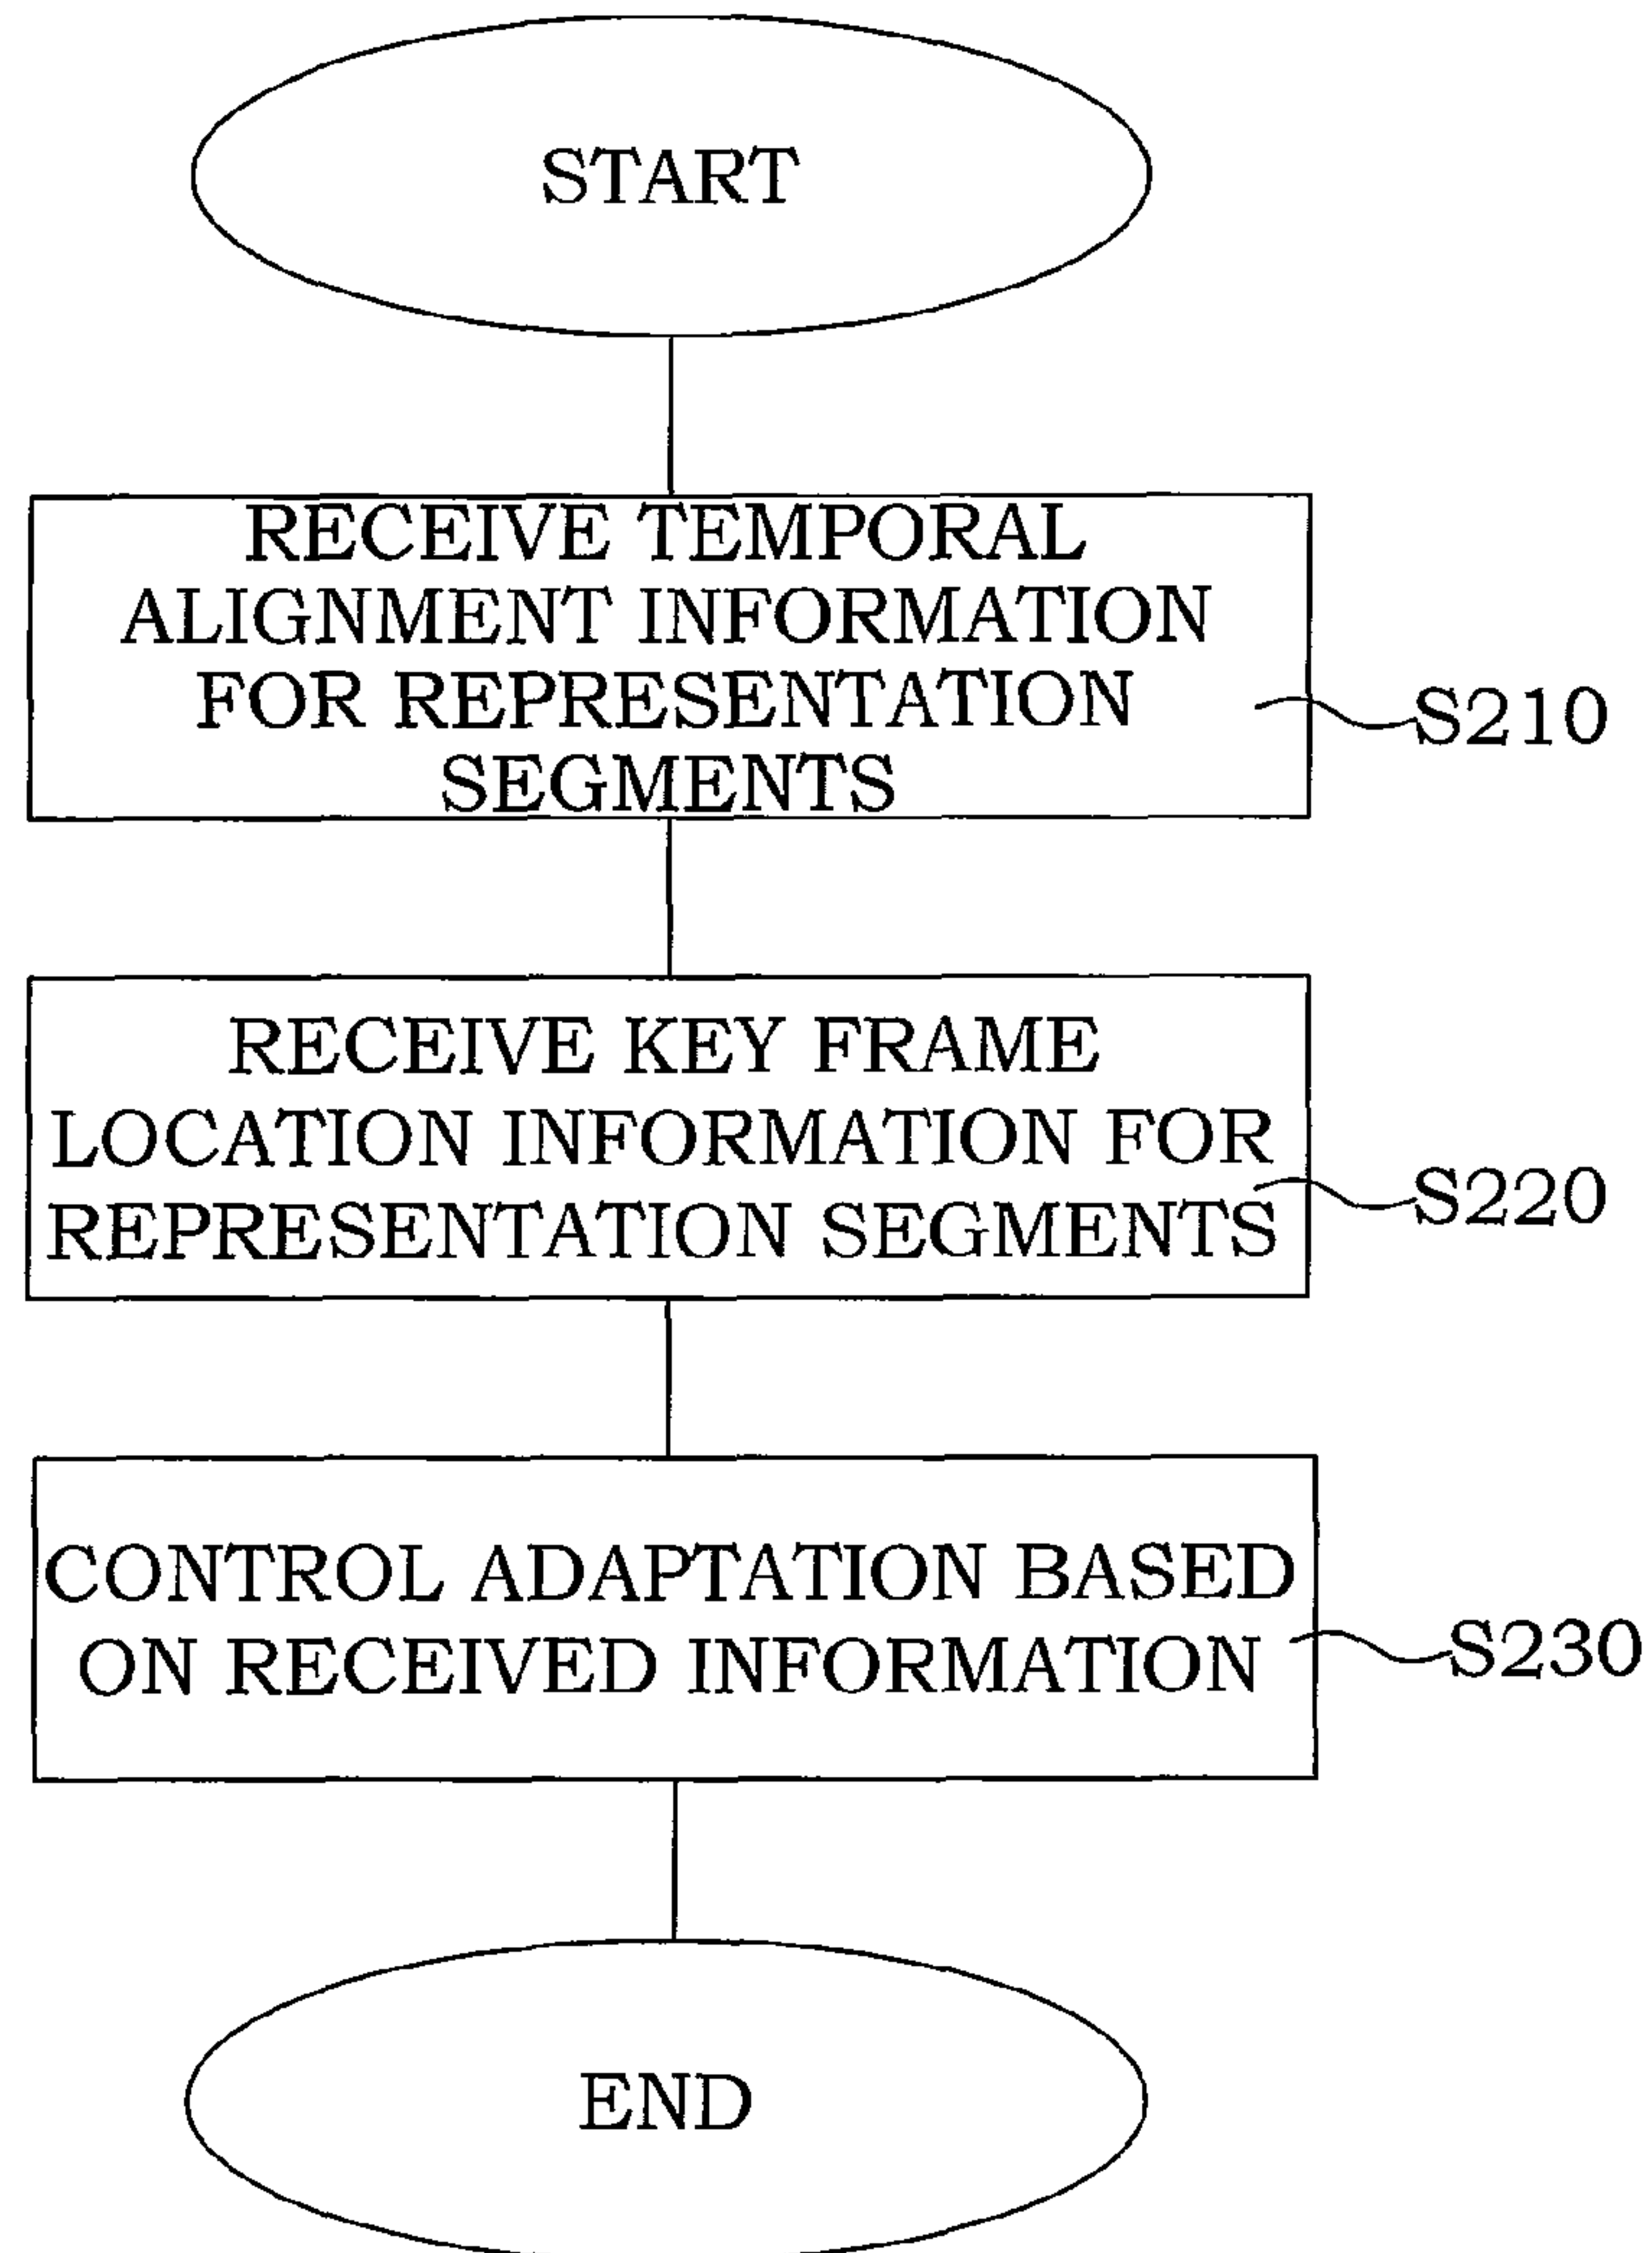 START
RECEIVE TEMPORAL
ALIGNMENT INFORMATION
FOR REPRESENTATION
SEGMENTS
S210
RECEIVE KEY FRAME
LOCATION INFORMATION FOR
REPRESENTATION SEGMENTS
S220
CONTROL ADAPTATION BASED
ON RECEIVED INFORMATION
S230
END